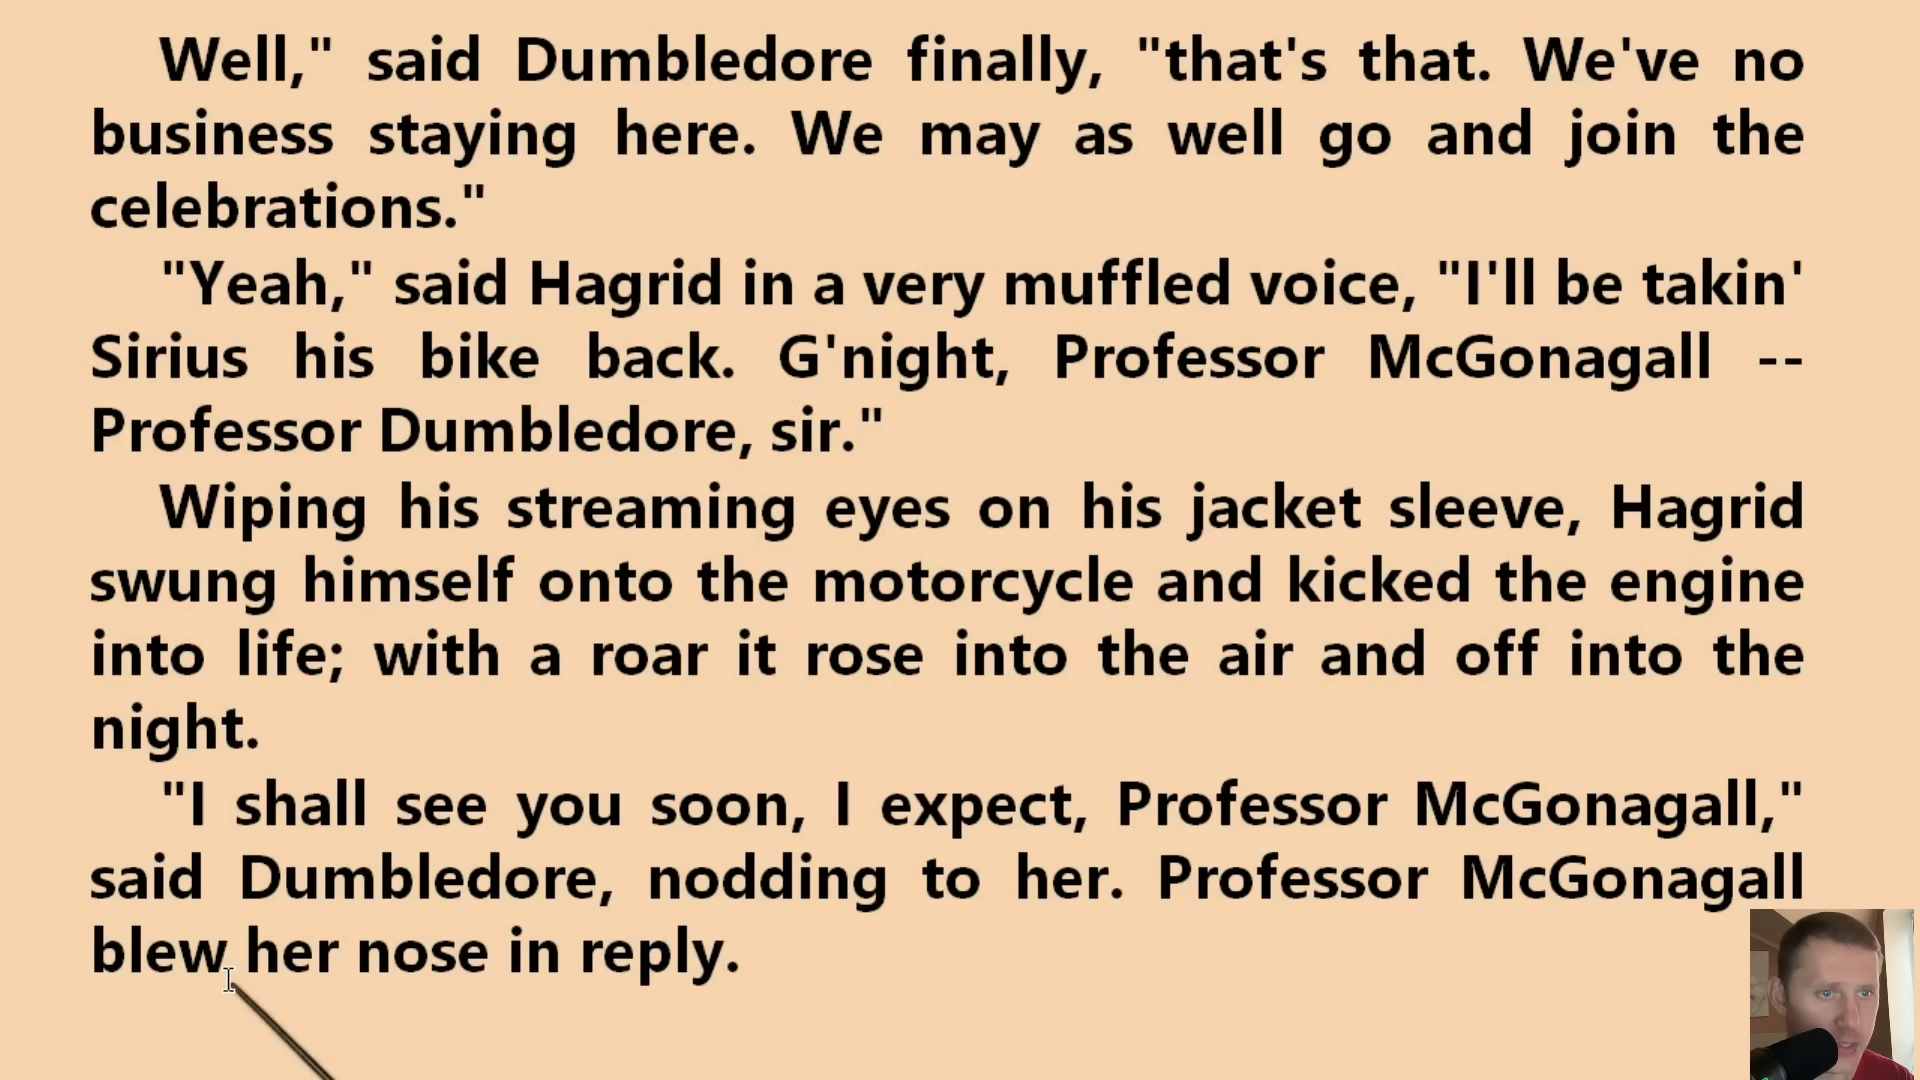 Well," said Dumbledore finally, "that's that. We've no
business staying here. We may as well go and join the
celebrations."
"Yeah," said Hagrid in a very muffled voice, "I'll be takin'
Sirius his bike back. G'night, Professor McGonagall --
Professor Dumbledore, sir."
Wiping his streaming eyes on his jacket sleeve, Hagrid
swung himself onto the motorcycle and kicked the engine
into life; with a roar it rose into the air and off into the
night.
"I shall see you soon, I expect, Professor McGonagall,"
said Dumbledore, nodding to her. Professor McGonagall
blew her nose in reply.